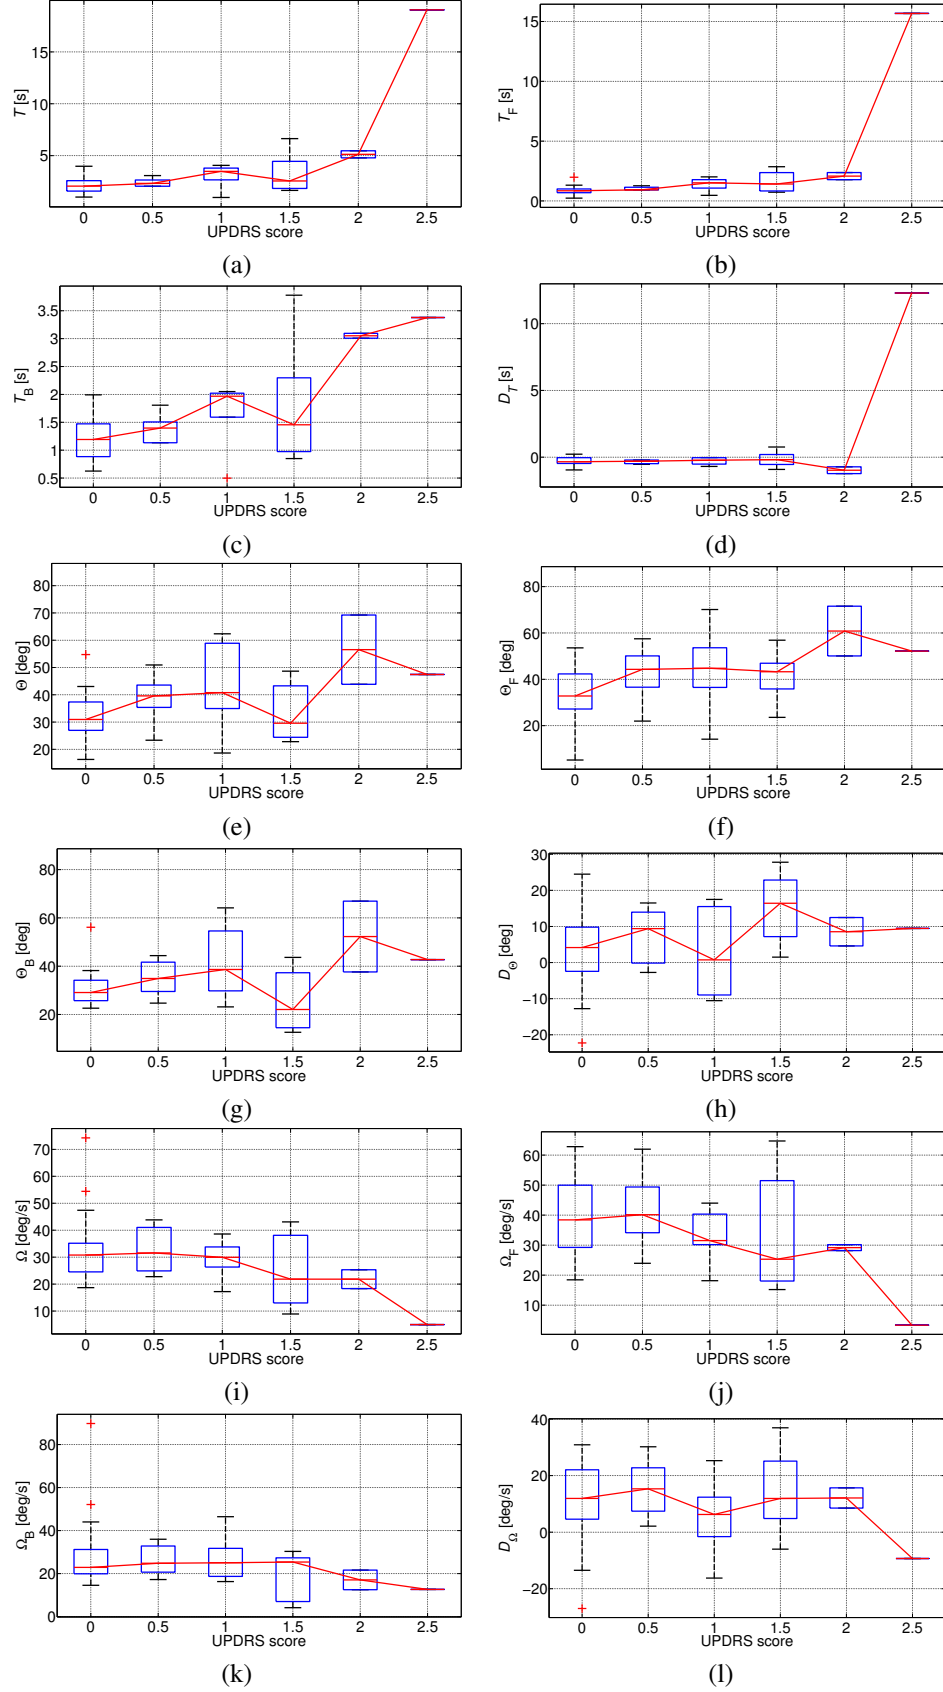 T [s]
15
10
5
0 0.5 1 1.5 2 2.5
UPDRS score
(a)
T_F [s]
15
10
5
0
0 0.5 1 1.5 2 2.5
UPDRS score
(b)
T_B [s]
3.5
3
2.5
2
1.5
1
0.5
0 0.5 1 1.5 2 2.5
UPDRS score
(c)
D_T [s]
10
5
0
0 0.5 1 1.5 2 2.5
UPDRS score
(d)
Θ [deg]
80
70
60
50
40
30
20
0 0.5 1 1.5 2 2.5
UPDRS score
(e)
Θ_F [deg]
80
60
40
20
0 0.5 1 1.5 2 2.5
UPDRS score
(f)
Θ_B [deg]
80
60
40
20
0 0.5 1 1.5 2 2.5
UPDRS score
(g)
D_Θ [deg]
30
20
10
0
−10
−20
0 0.5 1 1.5 2 2.5
UPDRS score
(h)
Ω [deg/s]
70
60
50
40
30
20
10
0 0.5 1 1.5 2 2.5
UPDRS score
(i)
Ω_F [deg/s]
60
50
40
30
20
10
0 0.5 1 1.5 2 2.5
UPDRS score
(j)
Ω_B [deg/s]
80
60
40
20
0
0 0.5 1 1.5 2 2.5
UPDRS score
(k)
D_Ω [deg/s]
40
20
0
−20
0 0.5 1 1.5 2 2.5
UPDRS score
(l)